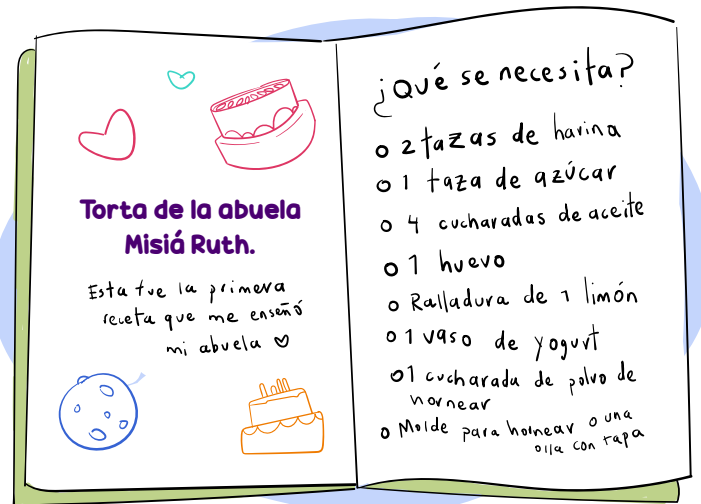 Torta de la abuela
Misiá Ruth.
Esta fue la primera
receta que me enseñó
mi abuela
¿Qué se necesita?
2 tazas de harina
1 taza de azúcar
4 cucharadas de aceite
1 huevo
Ralladura de 1 limón
1 vaso de yogurt
1 cucharada de polvo de
hornear
Molde para hornear o una
olla con tapa